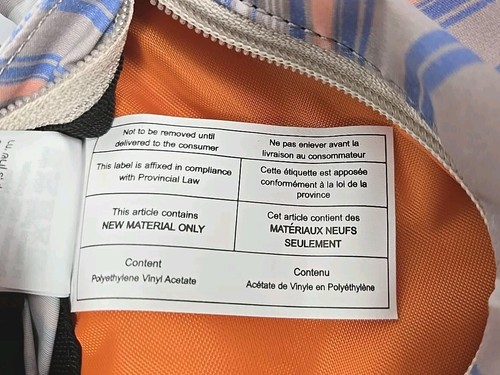 Not to be removed until
delivered to the consumer
Ne pas enlever avant la
livraison au consommateur
This label is affixed in compliance
with Provincial Law
Cette étiquette est apposée
conformément à la loi de la
province
This article contains
NEW MATERIAL ONLY
Cet article contient des
MATÉRIAUX NEUFS
SEULEMENT
Content
Polyethylene Vinyl Acetate
Contenu
Acétate de Vinyle en Polyéthylène